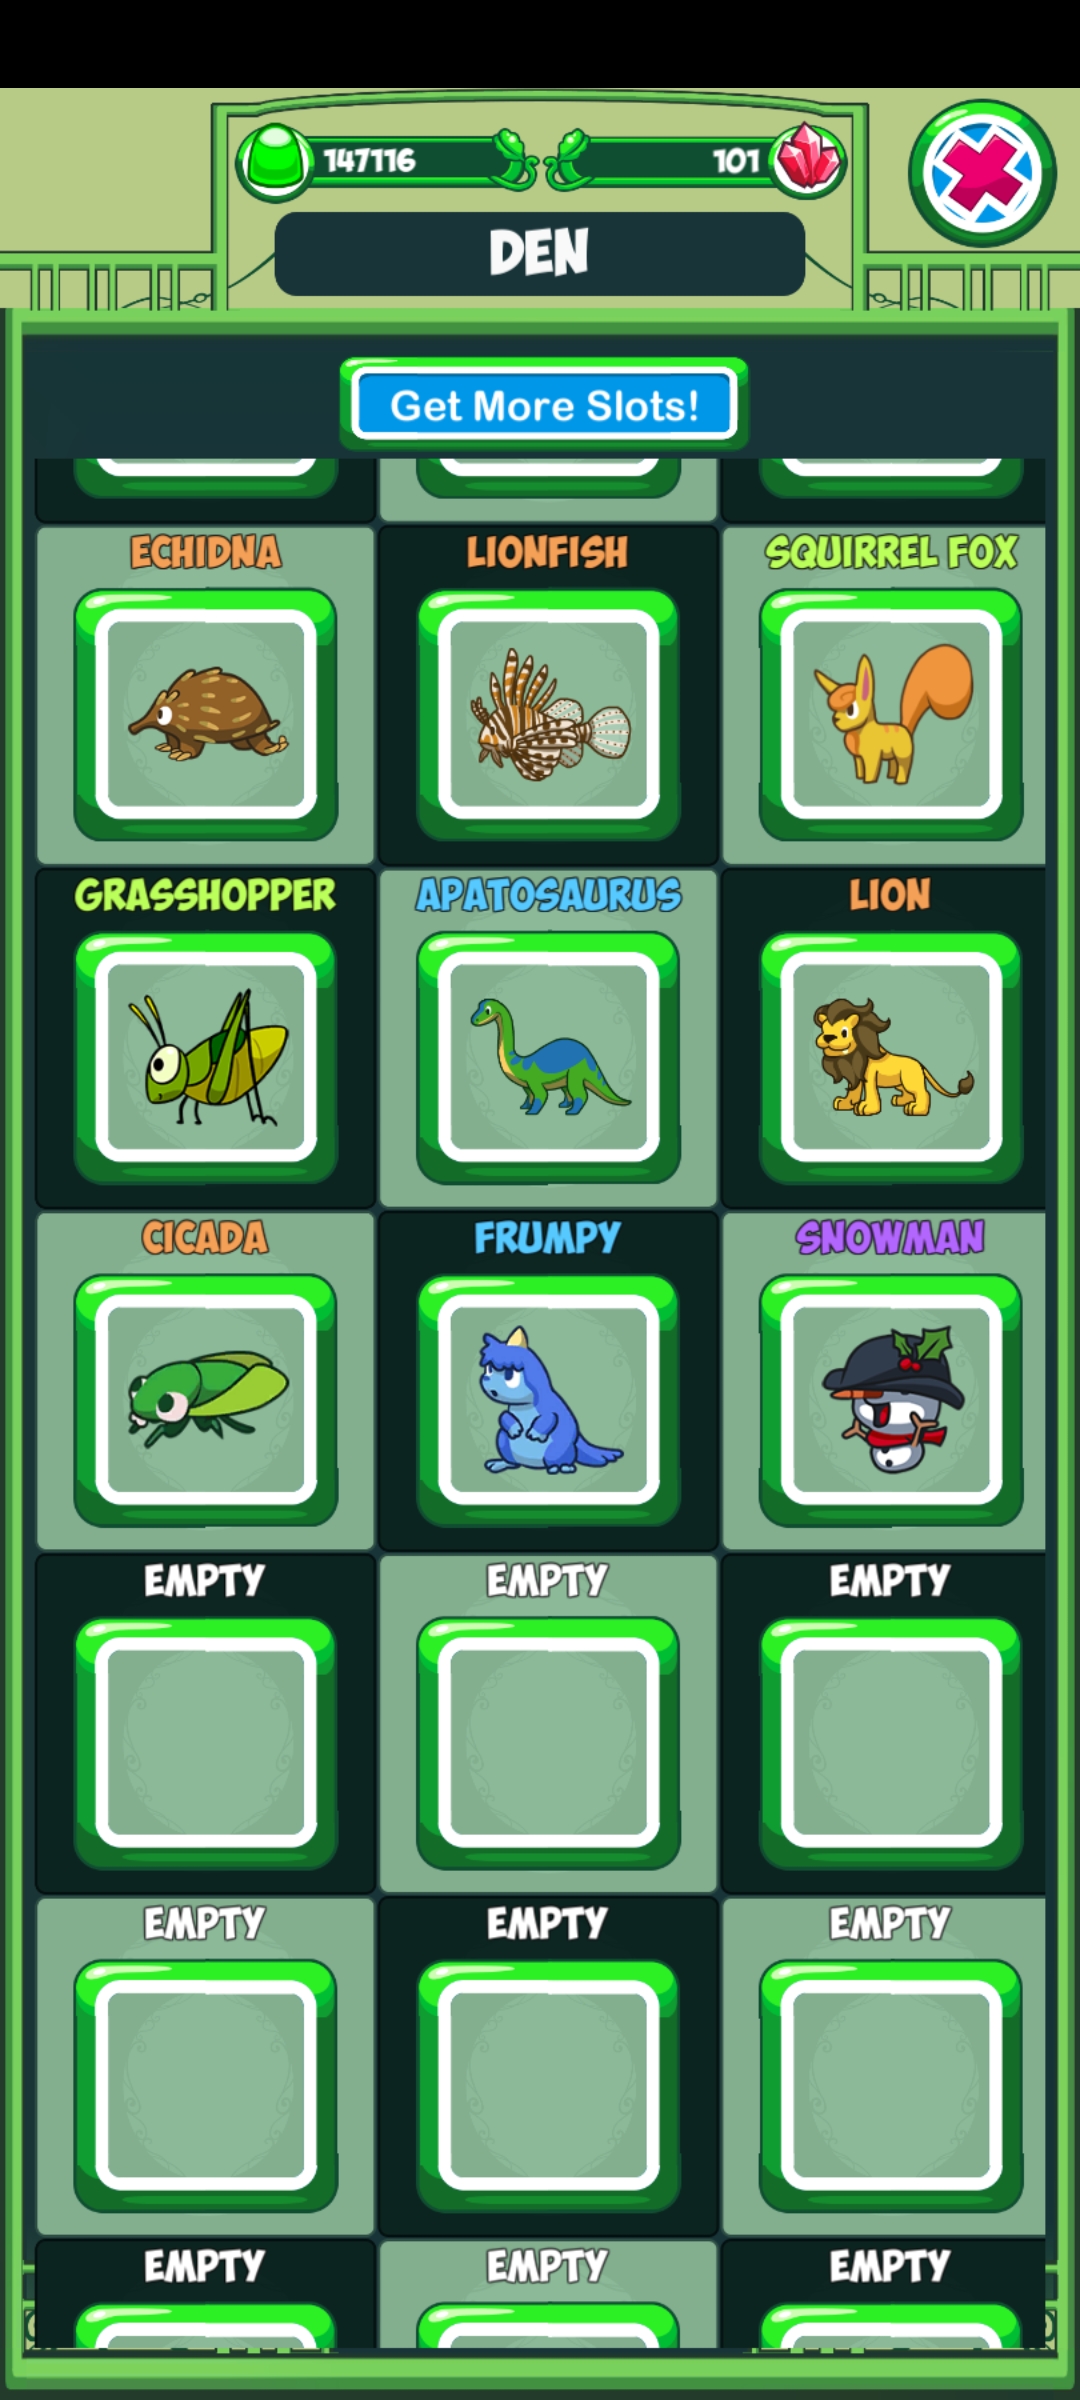 147116 101
DEN
Get More Slots!
ECHIDNA LIONFISH SQUIRREL FOX
GRASSHOPPER APATOSAURUS LION
CICADA FRUMPY SNOWMAN
EMPTY EMPTY EMPTY
EMPTY EMPTY EMPTY
EMPTY EMPTY EMPTY